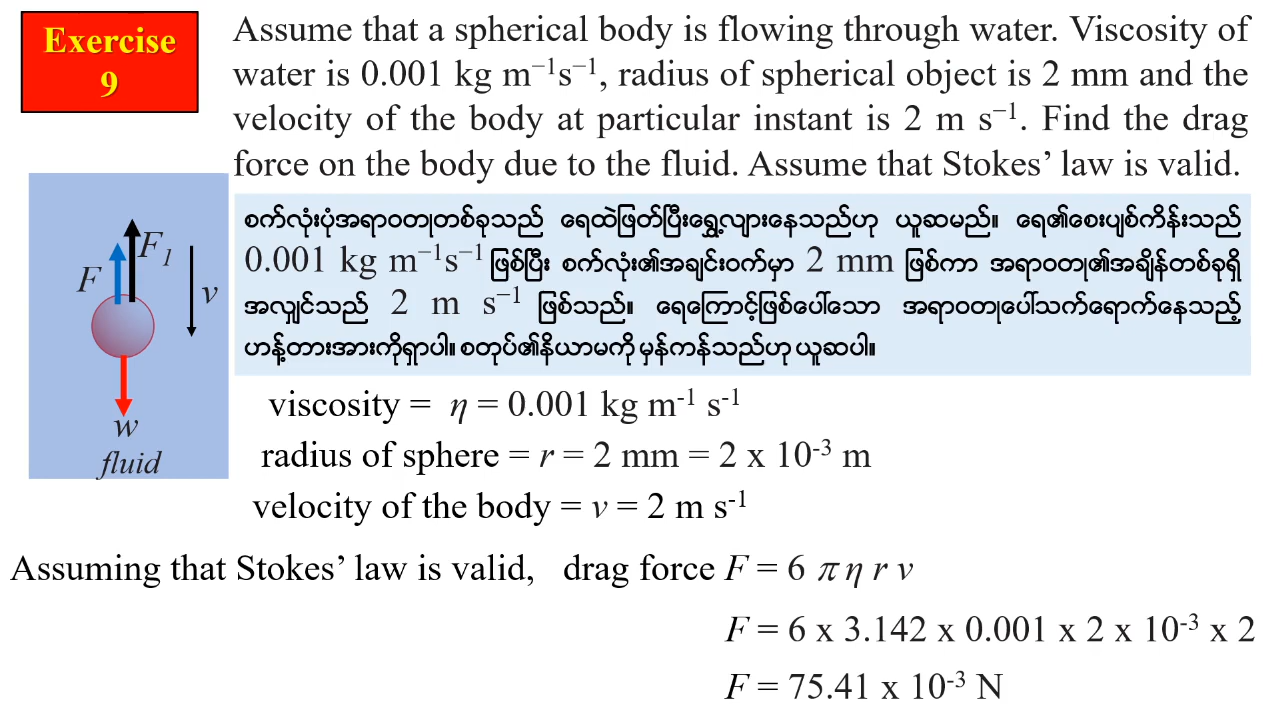 Exercise
9
Assume that a spherical body is flowing through water. Viscosity of
water is 0.001 kg m⁻¹s⁻¹, radius of spherical object is 2 mm and the
velocity of the body at particular instant is 2 m s⁻¹. Find the drag
force on the body due to the fluid. Assume that Stokes’ law is valid.
စက်လုံးပုံအရာဝတ္ထုတစ်ခုသည် ရေထဲဖြတ်ပြီးရွေ့လျားနေသည်ဟု ယူဆမည်။ ရေ၏စေးပျစ်ကိန်းသည်
0.001 kg m⁻¹s⁻¹ ဖြစ်ပြီး စက်လုံး၏အချင်းဝက်မှာ 2 mm ဖြစ်ကာ အရာဝတ္ထု၏အချိန်တစ်ခုရှိ
အလျှင်သည် 2 m s⁻¹ ဖြစ်သည်။ ရေကြောင့်ဖြစ်ပေါ်သော အရာဝတ္ထုပေါ်သက်ရောက်နေသည့်
ဟန့်တားအားကိုရှာပါ။ စတုပ်၏နိယာမကို မှန်ကန်သည်ဟု ယူဆပါ။
F
F₁
v
w
fluid
viscosity = η = 0.001 kg m⁻¹ s⁻¹
radius of sphere = r = 2 mm = 2 x 10⁻³ m
velocity of the body = v = 2 m s⁻¹
Assuming that Stokes’ law is valid, drag force F = 6 π η r v
F = 6 x 3.142 x 0.001 x 2 x 10⁻³ x 2
F = 75.41 x 10⁻³ N